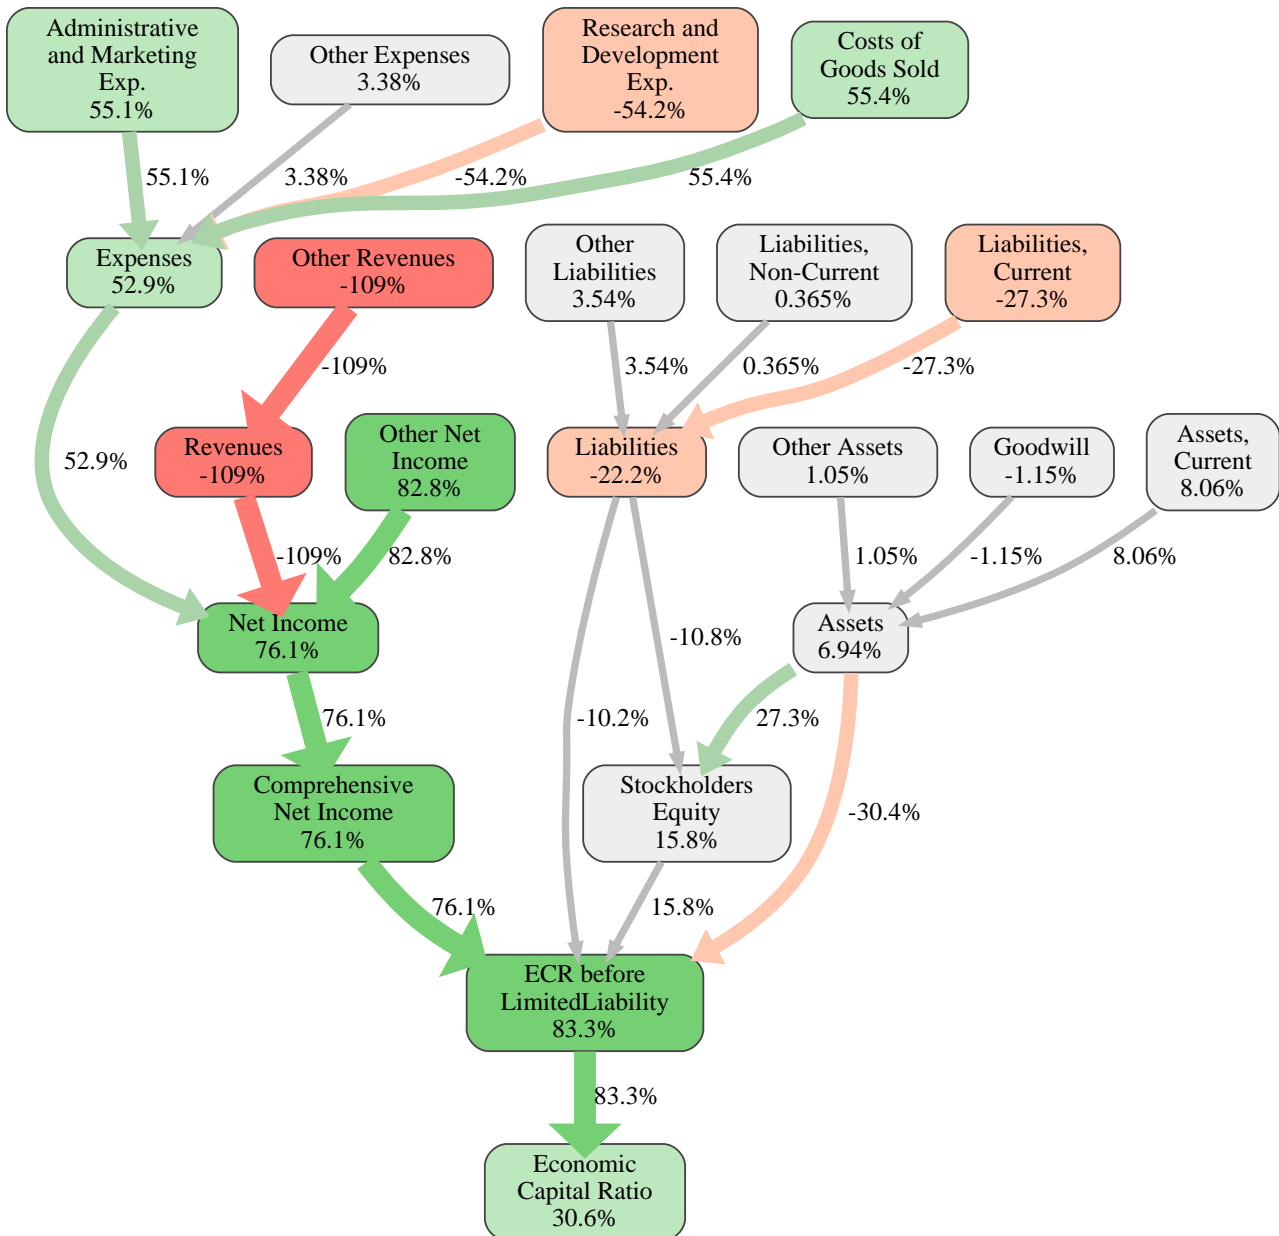 Administrative
and Marketing
Exp.
55.1%
Other Expenses
3.38%
Research and
Development
Exp.
-54.2%
Costs of
Goods Sold
55.4%
55.1%
3.38%
-54.2%
55.4%
Expenses
52.9%
Other Revenues
-109%
Other
Liabilities
3.54%
Liabilities,
Non-Current
0.365%
Liabilities,
Current
-27.3%
-109%
3.54%
0.365%
-27.3%
52.9%
Revenues
-109%
Other Net
Income
82.8%
Liabilities
-22.2%
Other Assets
1.05%
Goodwill
-1.15%
Assets,
Current
8.06%
-109%
82.8%
1.05%
-1.15%
8.06%
Net Income
76.1%
-10.8%
Assets
6.94%
76.1%
-10.2%
27.3%
Comprehensive
Net Income
76.1%
Stockholders
Equity
15.8%
-30.4%
76.1%
15.8%
ECR before
LimitedLiability
83.3%
83.3%
Economic
Capital Ratio
30.6%